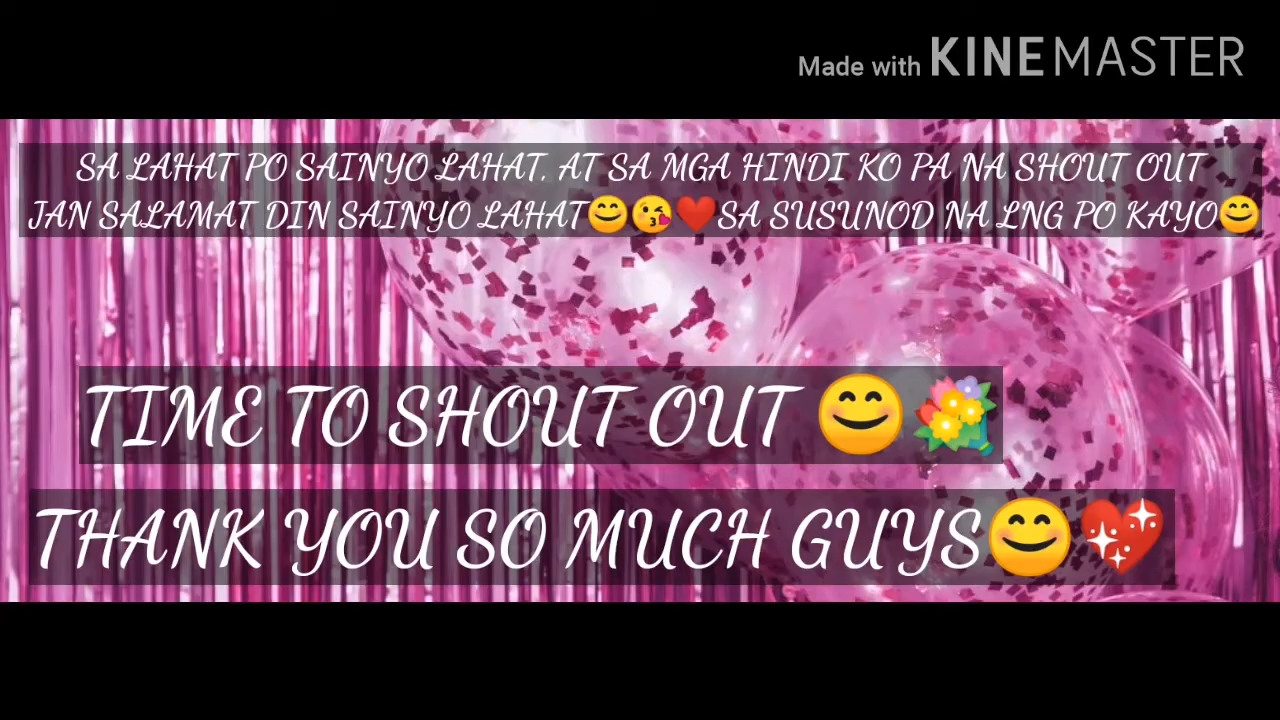 Made with KINEMASTER
SA LAHAT PO SAINYO LAHAT. AT SA MGA HINDI KO PA NA SHOUT OUT
JAN SALAMAT DIN SAINYO LAHAT😊😘❤️SA SUSUNOD NA LNG PO KAYO😊
TIME TO SHOUT OUT 😊💐
THANK YOU SO MUCH GUYS😊💖